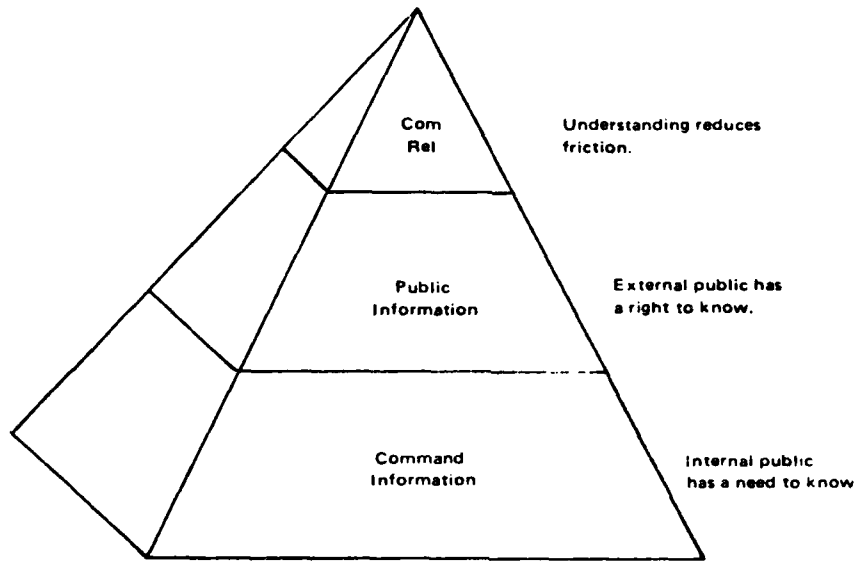 Com
Rel
Understanding reduces
friction.
Public
Information
External public has
a right to know.
Command
Information
Internal public
has a need to know